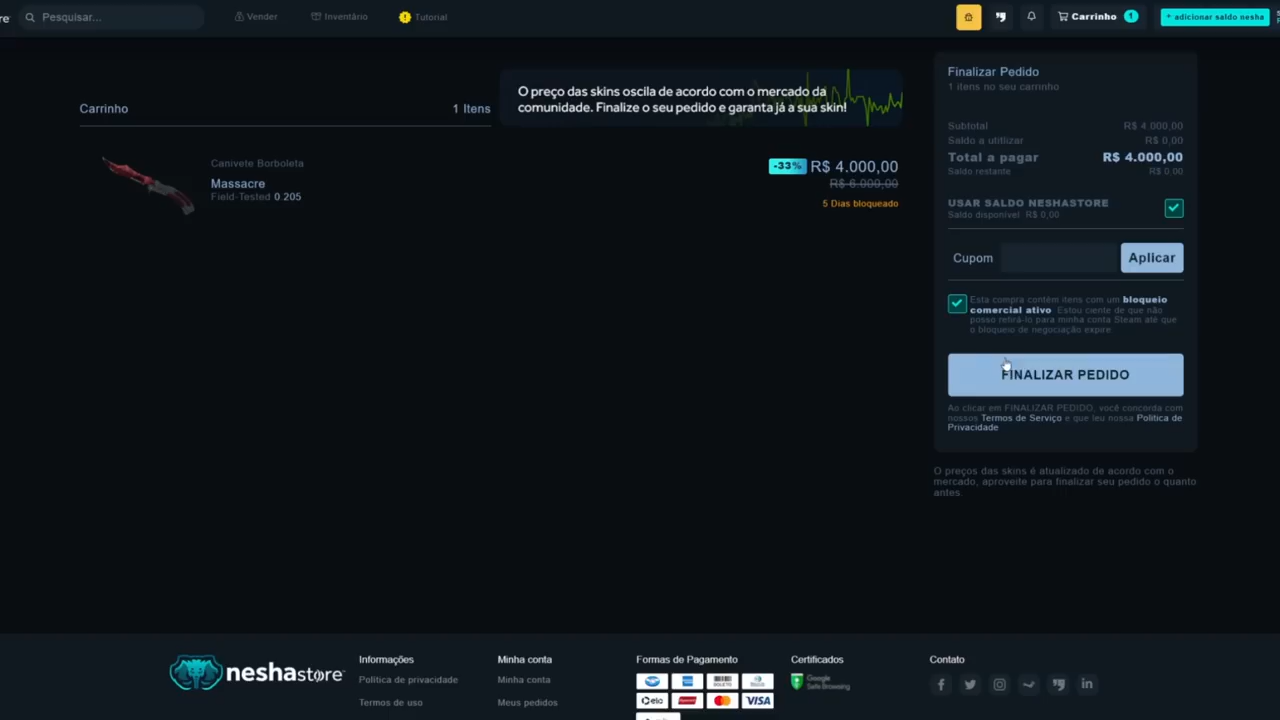 Pesquisar...
Vender
Inventário
Tutorial
Carrinho 1
+ adicionar saldo nesha
Carrinho
1 Itens
O preço das skins oscila de acordo com o mercado da
comunidade. Finalize o seu pedido e garanta já a sua skin!
Canivete Borboleta
Massacre
Field-Tested 0.205
-33% R$ 4.000,00
R$ 6.000,00
5 Dias bloqueado
Finalizar Pedido
1 itens no seu carrinho
Subtotal R$ 4.000,00
Saldo a utilizar R$ 0,00
Total a pagar R$ 4.000,00
Saldo restante R$ 0,00
USAR SALDO NESHASTORE
Saldo disponível R$ 0,00
Cupom Aplicar
Esta compra contém itens com um bloqueio
comercial ativo. Estou ciente de que não
posso retirá-lo para minha conta Steam até que
o bloqueio de negociação expire.
FINALIZAR PEDIDO
Ao clicar em FINALIZAR PEDIDO, você concorda com
nossos Termos de Serviço e que leu nossa Política de
Privacidade
O preços das skins é atualizado de acordo com o
mercado, aproveite para finalizar seu pedido o quanto
antes.
neshastore
Informações
Política de privacidade
Termos de uso
Minha conta
Minha conta
Meus pedidos
Formas de Pagamento
elo
VISA
Certificados
Google
Safe Browsing
Contato